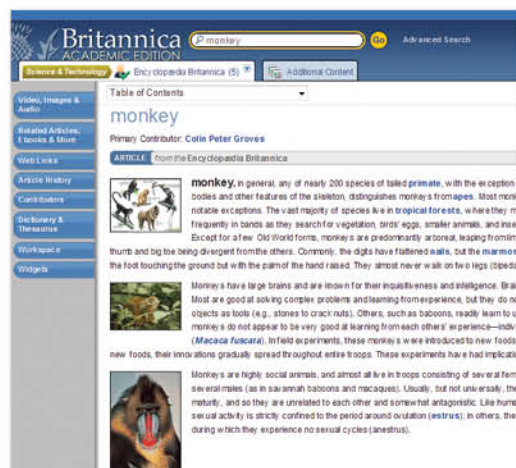 Britannica
ACADEMIC EDITION
monkey
Go
Advanced Search
Science & Technology
Encyclopædia Britannica (5)
Additional Content
Video, Images & Audio
Related Articles, Ebooks & More
Web Links
Article History
Contributors
Dictionary & Thesaurus
Workspace
Widgets
Table of Contents
monkey
Primary Contributor: Colin Peter Groves
ARTICLE from the Encyclopædia Britannica
monkey, in general, any of nearly 200 species of tailed primate, with the exception
bodies and other features of the skeleton, distinguishes monkeys from apes. Most monk
notable exceptions. The vast majority of species live in tropical forests, where they m
frequently in bands as they search for vegetation, birds' eggs, smaller animals, and inse
Except for a few Old World forms, monkeys are predominantly arboreal, leaping from lim
thumb and big toe being divergent from the others. Commonly, the digits have flattened nails, but the marmos
the foot touching the ground but with the palm of the hand raised. They almost never walk on two legs (bipeda
Monkeys have large brains and are known for their inquisitiveness and intelligence. Brai
Most are good at solving complex problems and learning from experience, but they do no
objects as tools (e.g., stones to crack nuts). Others, such as baboons, readily learn to u
monkeys do not appear to be very good at learning from each others' experience—indiv
(Macaca fuscata). In field experiments, these monkeys were introduced to new foods
new foods, their innovations gradually spread throughout entire troops. These experiments have had implicatio
Monkeys are highly social animals, and almost all live in troops consisting of several fem
several males (as in savannah baboons and macaques). Usually, but not universally, the
maturity, and so they are unrelated to each other and somewhat antagonistic. Like huma
sexual activity is strictly confined to the period around ovulation (estrus); in others, the
during which they experience no sexual cycles (anestrus).